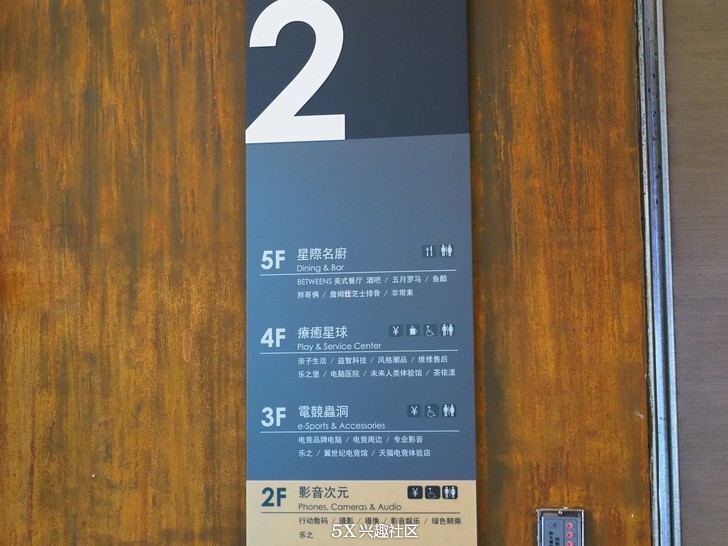 2
5F 星際名廚
Dining & Bar
BETWEENS 美式餐厅 酒吧 / 五月罗马 / 鱼酷
胖哥俩 / 詹姆仕芝士排骨 / 非常素
4F 療癒星球
Play & Service Center
亲子生活 / 益智科技 / 风格潮品 / 维修售后
乐之堡 / 电脑医院 / 未来人类体验馆 / 茶依漾
3F 電競蟲洞
e-Sports & Accessories
电竞品牌电脑 / 电竞周边 / 专业影音
乐之 / 翼世纪电竞馆 / 天猫电竞体验店
2F 影音次元
Phones, Cameras & Audio
行动数码 / 摄影 / 摄像 / 影音娱乐 / 绿色騎乘
乐之
5X 兴趣社区